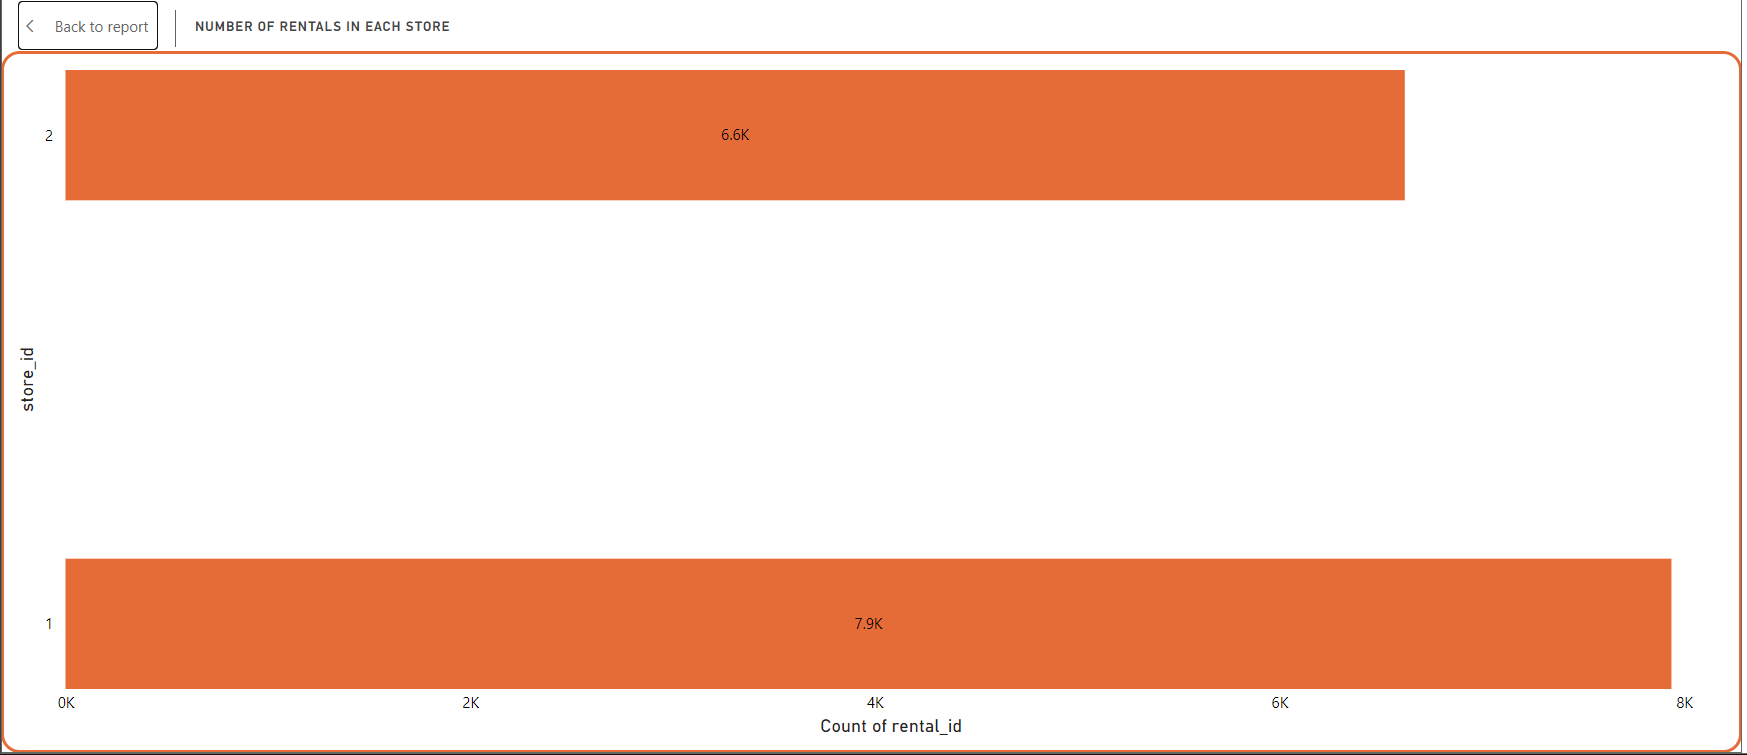 Back to report
NUMBER OF RENTALS IN EACH STORE
2
6.6K
store_id
1
7.9K
0K 2K 4K 6K 8K
Count of rental_id